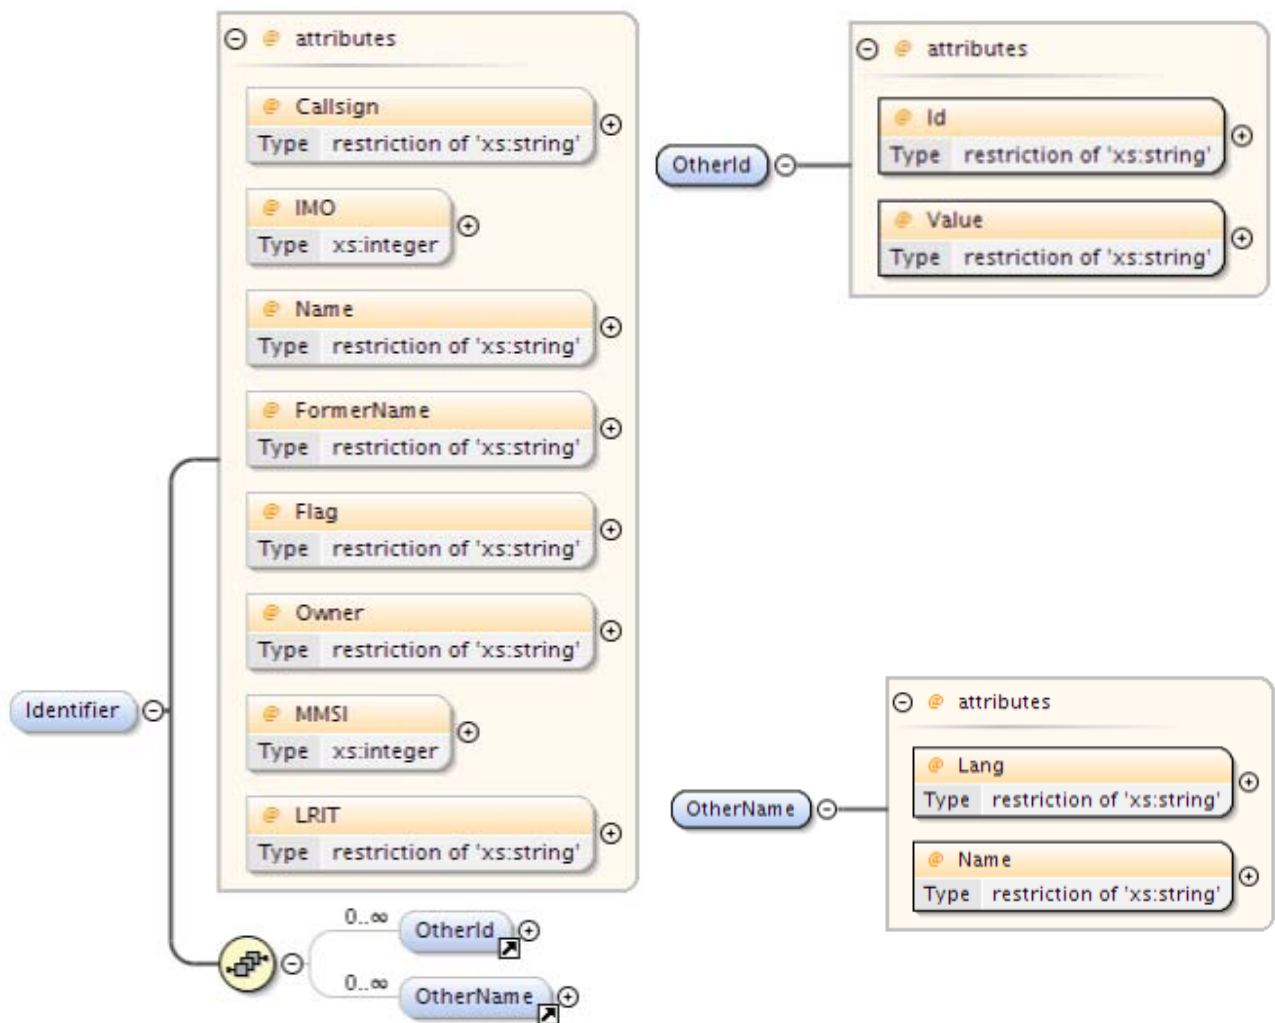 attributes
@ Callsign
Type restriction of 'xs:string'
@ IMO
Type xs:integer
@ Name
Type restriction of 'xs:string'
@ FormerName
Type restriction of 'xs:string'
@ Flag
Type restriction of 'xs:string'
@ Owner
Type restriction of 'xs:string'
@ MMSI
Type xs:integer
@ LRIT
Type restriction of 'xs:string'
Identifier
0..∞
OtherId
0..∞
OtherName
OtherId
@ attributes
@ Id
Type restriction of 'xs:string'
@ Value
Type restriction of 'xs:string'
OtherName
@ attributes
@ Lang
Type restriction of 'xs:string'
@ Name
Type restriction of 'xs:string'